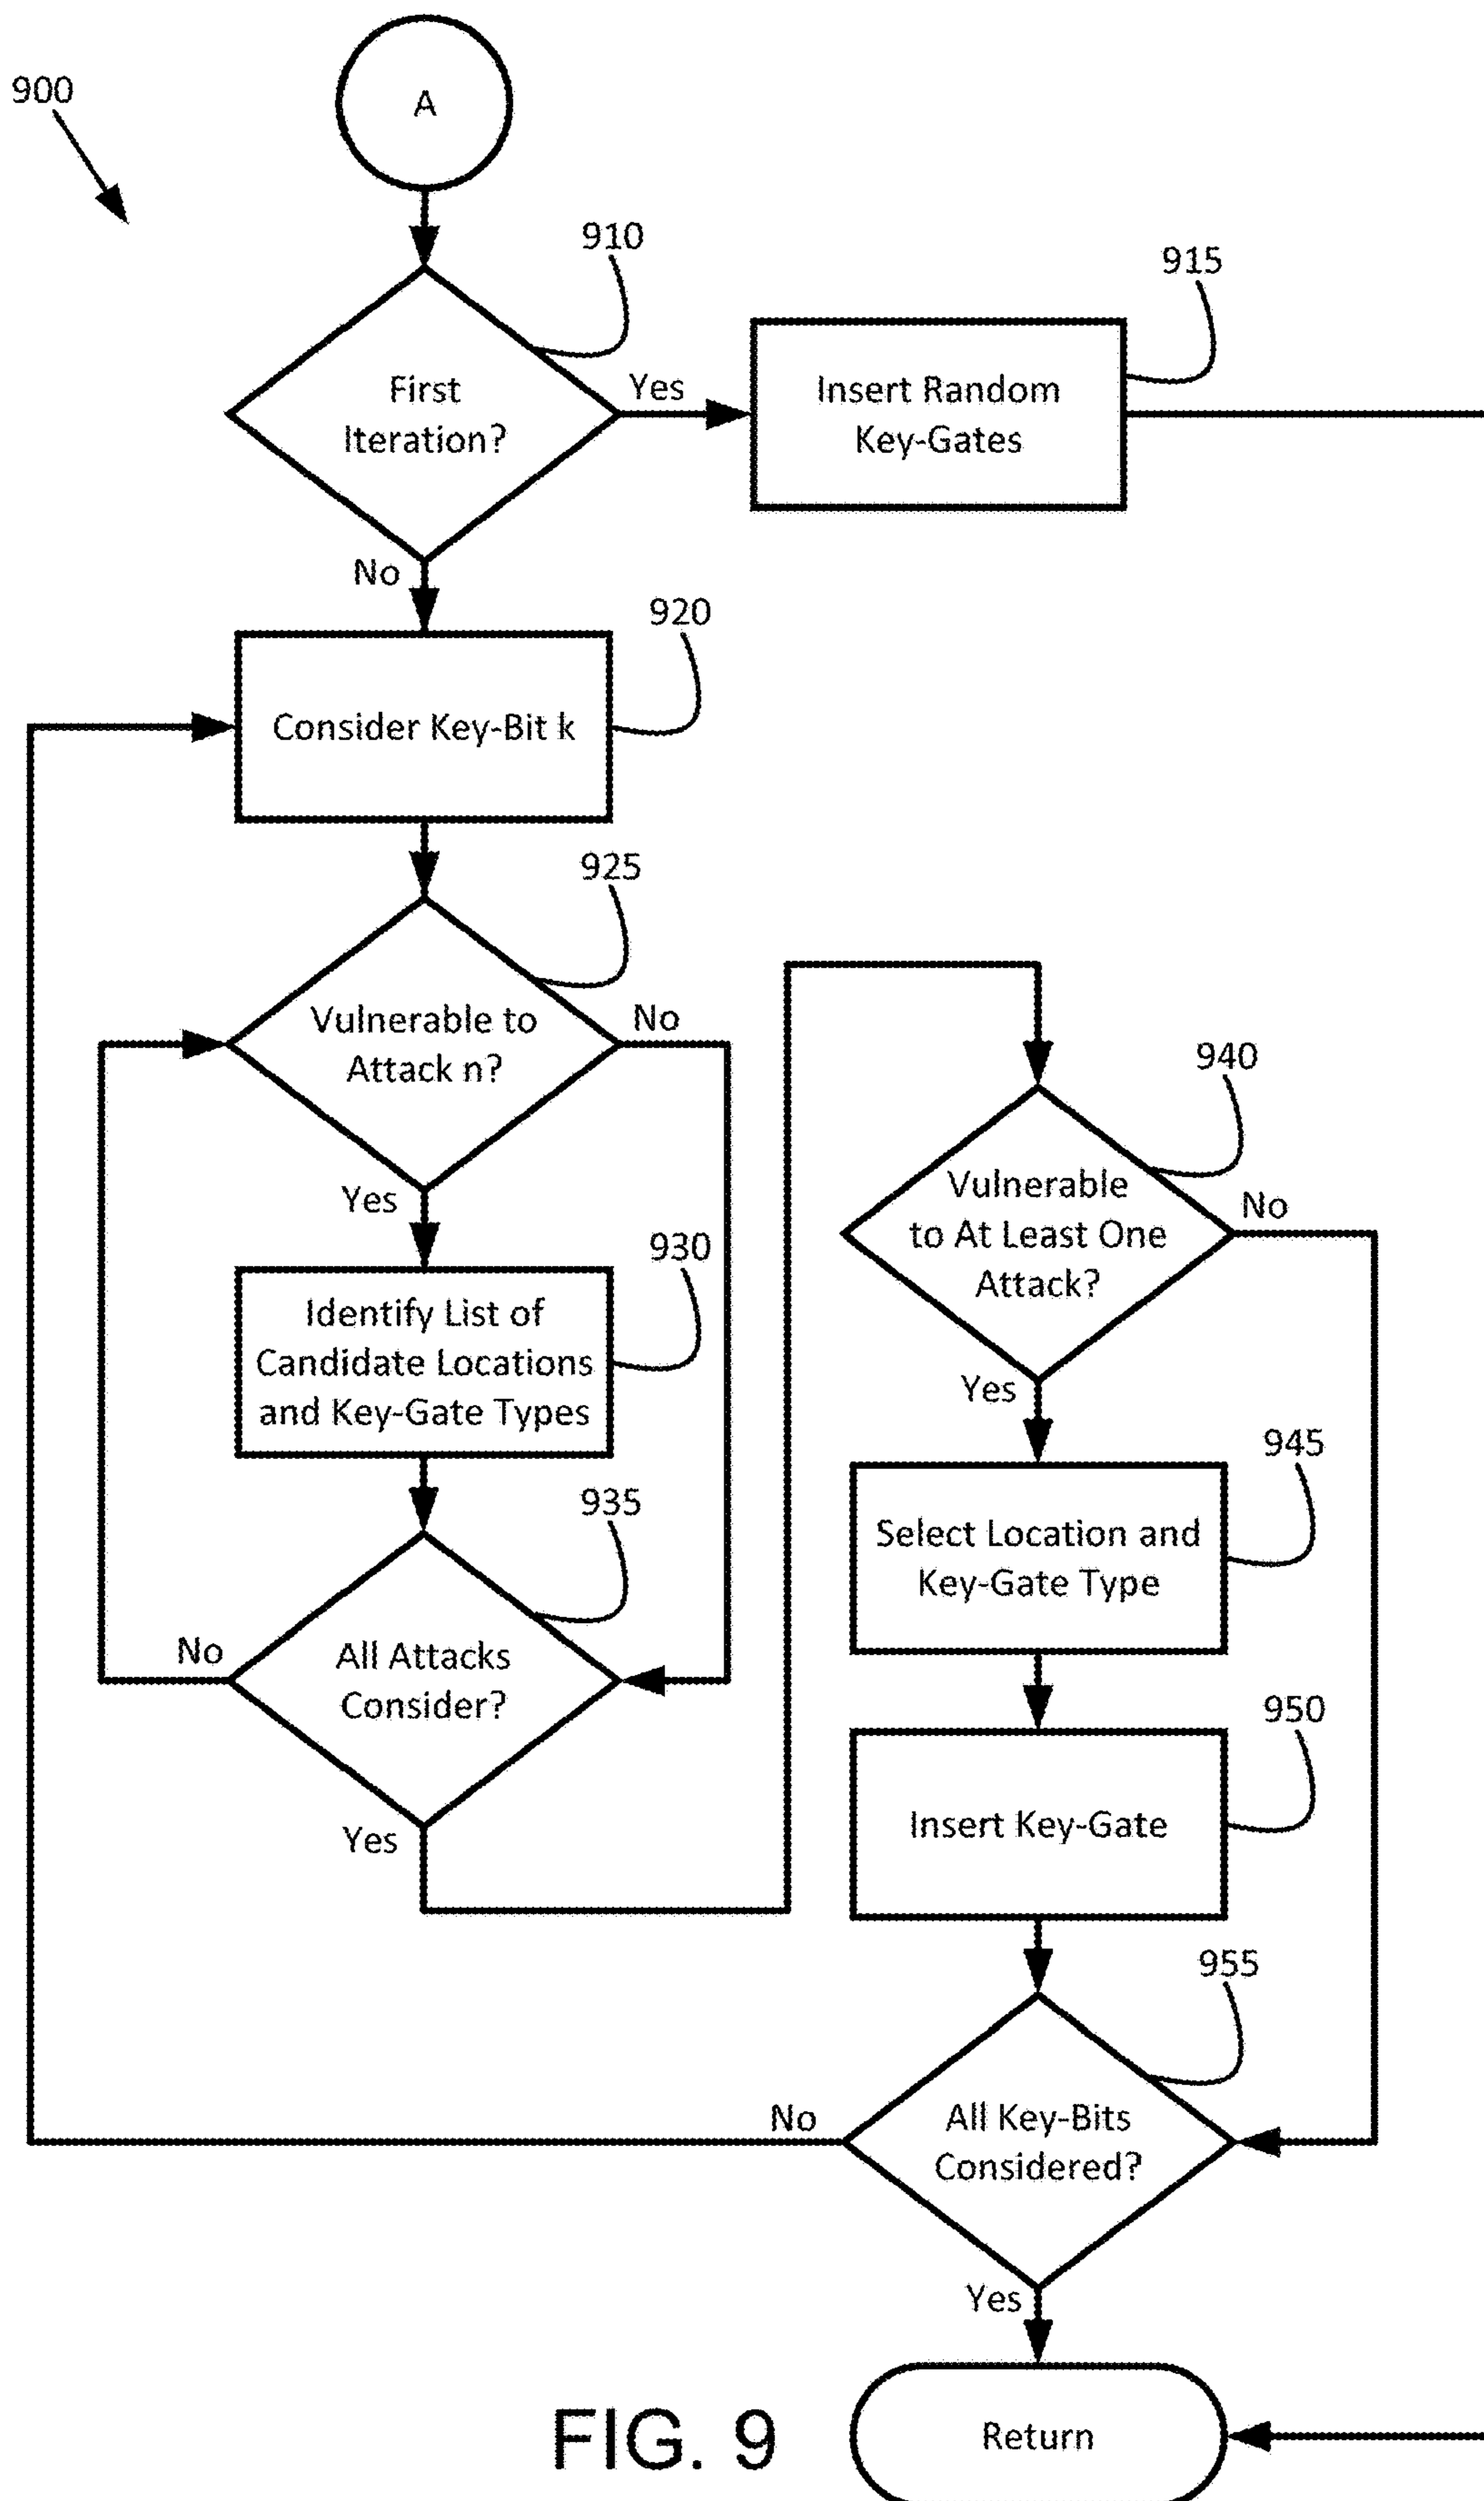 900
A
910
915
First
Iteration?
Yes
Insert Random
Key-Gates
No
920
Consider Key-Bit k
925
Vulnerable to
Attack n?
No
Yes
930
Identify List of
Candidate Locations
and Key-Gate Types
935
All Attacks
Consider?
No
Yes
940
Vulnerable
to At Least One
Attack?
No
Yes
945
Select Location and
Key-Gate Type
950
Insert Key-Gate
955
All Key-Bits
Considered?
No
Yes
Return
FIG. 9